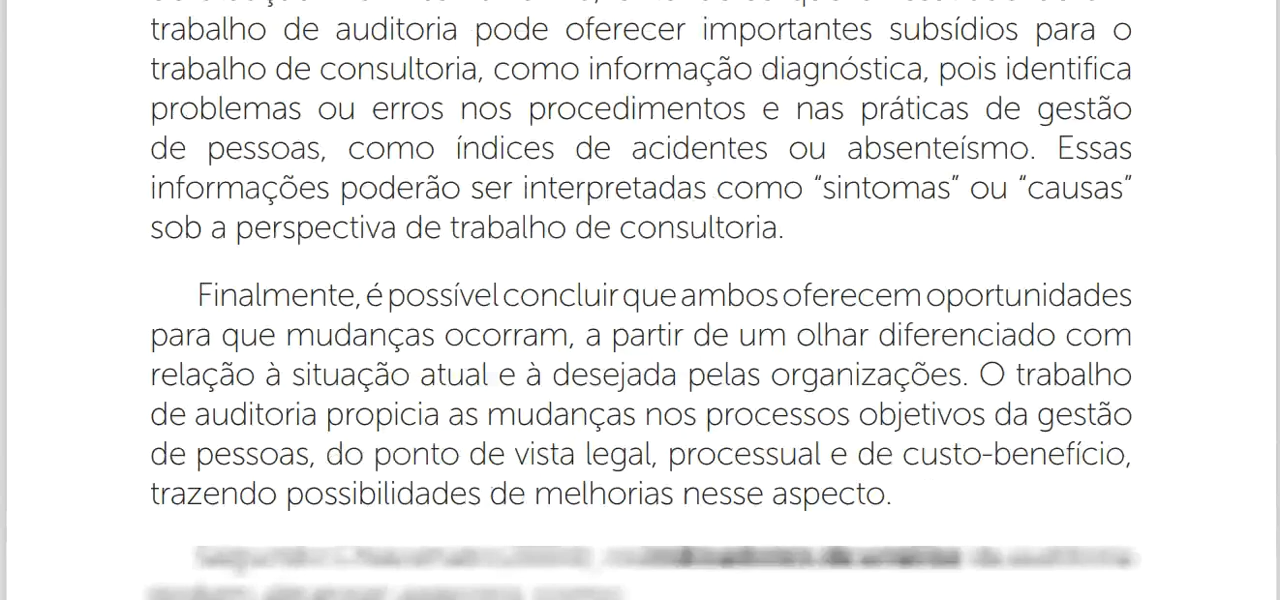 trabalho de auditoria pode oferecer importantes subsídios para o
trabalho de consultoria, como informação diagnóstica, pois identifica
problemas ou erros nos procedimentos e nas práticas de gestão
de pessoas, como índices de acidentes ou absenteísmo. Essas
informações poderão ser interpretadas como “sintomas” ou “causas”
sob a perspectiva de trabalho de consultoria.
Finalmente, é possível concluir que ambos oferecem oportunidades
para que mudanças ocorram, a partir de um olhar diferenciado com
relação à situação atual e à desejada pelas organizações. O trabalho
de auditoria propicia as mudanças nos processos objetivos da gestão
de pessoas, do ponto de vista legal, processual e de custo-benefício,
trazendo possibilidades de melhorias nesse aspecto.